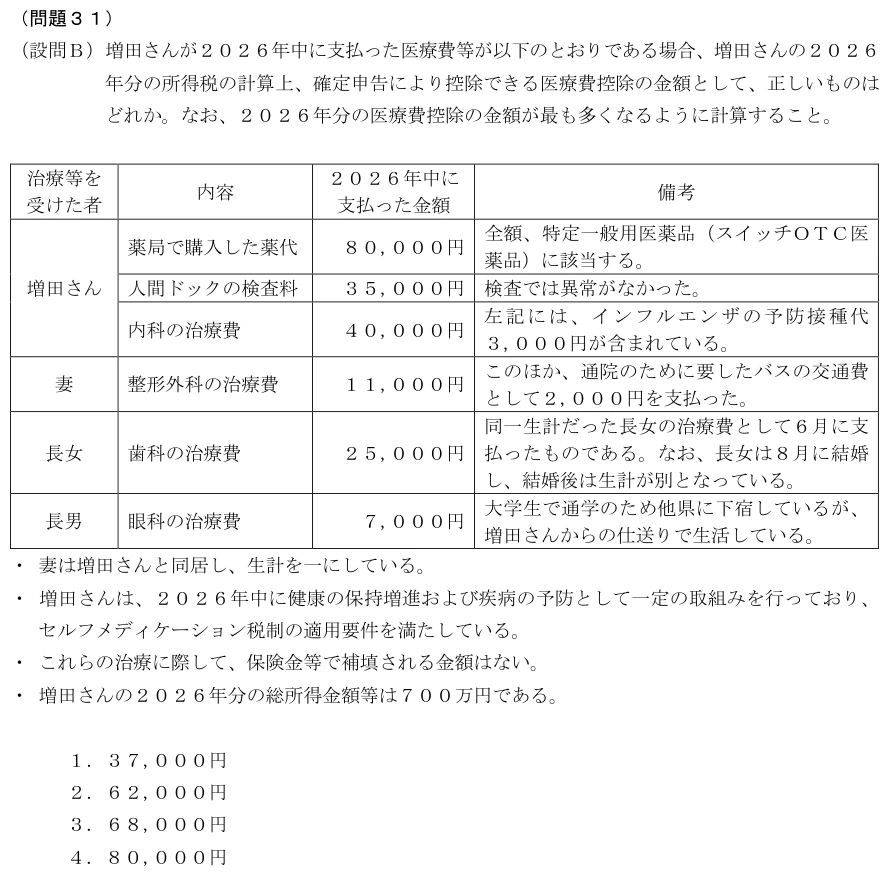 （問題３１）
（設問Ｂ）増田さんが２０２６年中に支払った医療費等が以下のとおりである場合、増田さんの２０２６
年分の所得税の計算上、確定申告により控除できる医療費控除の金額として、正しいものは
どれか。なお、２０２６年分の医療費控除の金額が最も多くなるように計算すること。
治療等を
受けた者
内容
２０２６年中に
支払った金額
備考
増田さん
薬局で購入した薬代
８０,０００円
全額、特定一般用医薬品（スイッチＯＴＣ医
薬品）に該当する。
人間ドックの検査料
３５,０００円
検査では異常がなかった。
内科の治療費
４０,０００円
左記には、インフルエンザの予防接種代
３,０００円が含まれている。
妻
整形外科の治療費
１１,０００円
このほか、通院のために要したバスの交通費
として２,０００円を支払った。
長女
歯科の治療費
２５,０００円
同一生計だった長女の治療費として６月に支
払ったものである。なお、長女は８月に結婚
し、結婚後は生計が別となっている。
長男
眼科の治療費
７,０００円
大学生で通学のため他県に下宿しているが、
増田さんからの仕送りで生活している。
・ 妻は増田さんと同居し、生計を一にしている。
・ 増田さんは、２０２６年中に健康の保持増進および疾病の予防として一定の取組みを行っており、
セルフメディケーション税制の適用要件を満たしている。
・ これらの治療に際して、保険金等で補填される金額はない。
・ 増田さんの２０２６年分の総所得金額等は７００万円である。
１．３７,０００円
２．６２,０００円
３．６８,０００円
４．８０,０００円